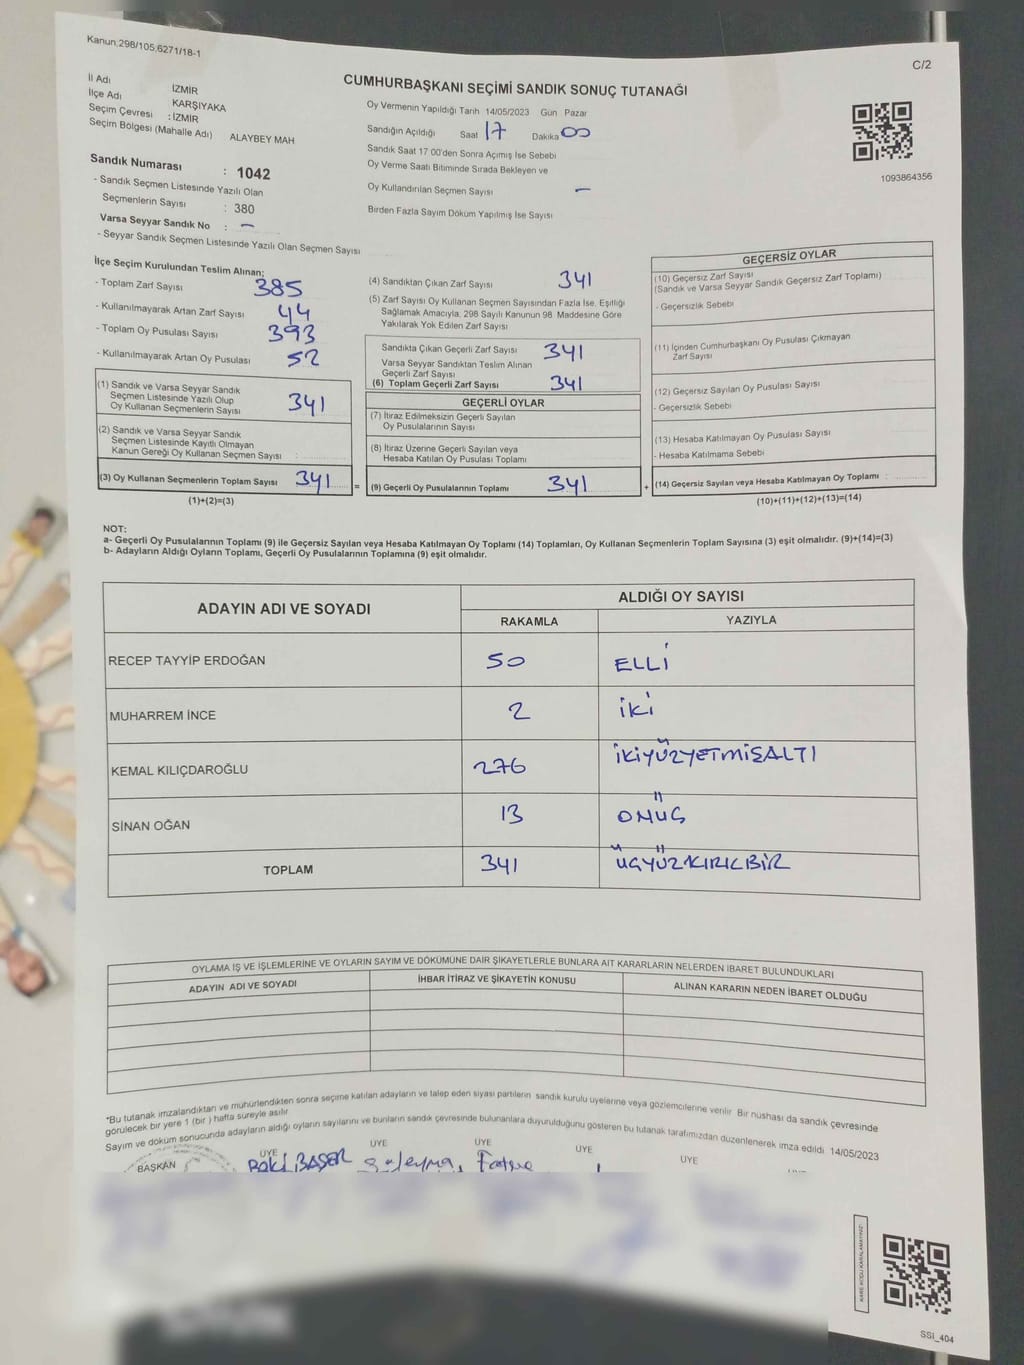 Kanun;298/105,6271/18-1
C/2
CUMHURBAŞKANI SEÇİMİ SANDIK SONUÇ TUTANAĞI
İl Adı İZMİR
İlçe Adı KARŞIYAKA
Seçim Çevresi : İZMİR
Seçim Bölgesi (Mahalle Adı) ALAYBEY MAH
Oy Vermenin Yapıldığı Tarih 14/05/2023 Gün Pazar
Sandığın Açıldığı Saat 17 Dakika 00
Sandık Saat 17 00'den Sonra Açımış İse Sebebi
Oy Verme Saati Bitiminde Sırada Bekleyen ve
Oy Kullandırılan Seçmen Sayısı –
Birden Fazla Sayım Döküm Yapılmış İse Sayısı
1093864356
Sandık Numarası : 1042
- Sandık Seçmen Listesinde Yazılı Olan
Seçmenlerin Sayısı : 380
Varsa Seyyar Sandık No : –
- Seyyar Sandık Seçmen Listesinde Yazılı Olan Seçmen Sayısı
İlçe Seçim Kurulundan Teslim Alınan;
- Toplam Zarf Sayısı 385
- Kullanılmayarak Artan Zarf Sayısı 44
- Toplam Oy Pusulası Sayısı 393
- Kullanılmayarak Artan Oy Pusulası 52
(1) Sandık ve Varsa Seyyar Sandık
Seçmen Listesinde Yazılı Olup
Oy Kullanan Seçmenlerin Sayısı 341
(2) Sandık ve Varsa Seyyar Sandık
Seçmen Listesinde Kayıtlı Olmayan
Kanun Gereği Oy Kullanan Seçmen Sayısı :
(3) Oy Kullanan Seçmenlerin Toplam Sayısı 341
(1)+(2)=(3)
=
(4) Sandıktan Çıkan Zarf Sayısı 341
(5) Zarf Sayısı Oy Kullanan Seçmen Sayısından Fazla İse, Eşitliği
Sağlamak Amacıyla, 298 Sayılı Kanunun 98 Maddesine Göre
Yakılarak Yok Edilen Zarf Sayısı
Sandıkta Çıkan Geçerli Zarf Sayısı 341
Varsa Seyyar Sandıktan Teslim Alınan
Geçerli Zarf Sayısı
(6) Toplam Geçerli Zarf Sayısı 341
GEÇERLİ OYLAR
(7) İtiraz Edilmeksizin Geçerli Sayılan
Oy Pusulalarının Sayısı
(8) İtiraz Üzerine Geçerli Sayılan veya
Hesaba Katılan Oy Pusulası Toplamı
(9) Geçerli Oy Pusulalarının Toplamı 341
+
GEÇERSİZ OYLAR
(10) Geçersiz Zarf Sayısı
(Sandık ve Varsa Seyyar Sandık Geçersiz Zarf Toplamı)
- Geçersizlik Sebebi
(11) İçinden Cumhurbaşkanı Oy Pusulası Çıkmayan
Zarf Sayısı
(12) Geçersiz Sayılan Oy Pusulası Sayısı
- Geçersizlik Sebebi
(13) Hesaba Katılmayan Oy Pusulası Sayısı
- Hesaba Katılmama Sebebi
(14) Geçersiz Sayılan veya Hesaba Katılmayan Oy Toplamı :
(10)+(11)+(12)+(13)=(14)
NOT:
a- Geçerli Oy Pusulalarının Toplamı (9) ile Geçersiz Sayılan veya Hesaba Katılmayan Oy Toplamı (14) Toplamları, Oy Kullanan Seçmenlerin Toplam Sayısına (3) eşit olmalıdır. (9)+(14)=(3)
b- Adayların Aldığı Oyların Toplamı, Geçerli Oy Pusulalarının Toplamına (9) eşit olmalıdır.
ADAYIN ADI VE SOYADI
ALDIĞI OY SAYISI
RAKAMLA YAZIYLA
RECEP TAYYİP ERDOĞAN 50 ELLİ
MUHARREM İNCE 2 İKİ
KEMAL KILIÇDAROĞLU 276 İKİYÜZYETMİŞALTI
SİNAN OĞAN 13 ONÜÇ
TOPLAM 341 ÜÇYÜZKIRKBİR
OYLAMA İŞ VE İŞLEMLERİNE VE OYLARIN SAYIM VE DÖKÜMÜNE DAİR ŞİKAYETLERLE BUNLARA AİT KARARLARIN NELERDEN İBARET BULUNDUKLARI
ADAYIN ADI VE SOYADI İHBAR İTİRAZ VE ŞİKAYETİN KONUSU ALINAN KARARIN NEDEN İBARET OLDUĞU
*Bu tutanak imzalandıktan ve mühürlendikten sonra seçime katılan adayların ve talep eden siyasi partilerin sandık kurulu üyelerine veya gözlemcilerine verilir Bir nüshası da sandık çevresinde
görülecek bir yere 1 (bir) hafta süreyle asılır
Sayım ve döküm sonucunda adayların aldığı oyların sayılarını ve bunların sandık çevresinde bulunanlara duyurulduğunu gösteren bu tutanak tarafımızdan düzenlenerek imza edildi 14/05/2023
BAŞKAN ÜYE ÜYE ÜYE ÜYE ÜYE
Baki BAŞER
KARE KODU KARALAMAYINIZ
SSI_404